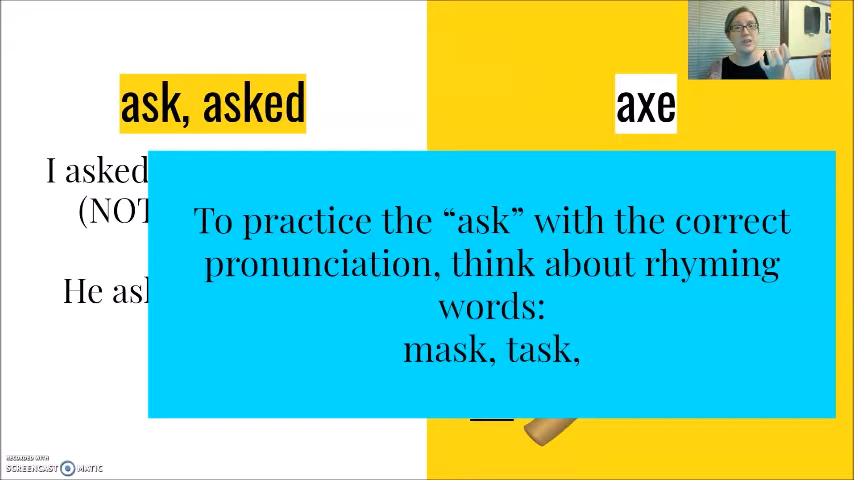 ask, asked
axe
I asked
(NOT
He as
To practice the “ask” with the correct
pronunciation, think about rhyming
words:
mask, task,
RECORDED WITH
SCREENCAST MATIC